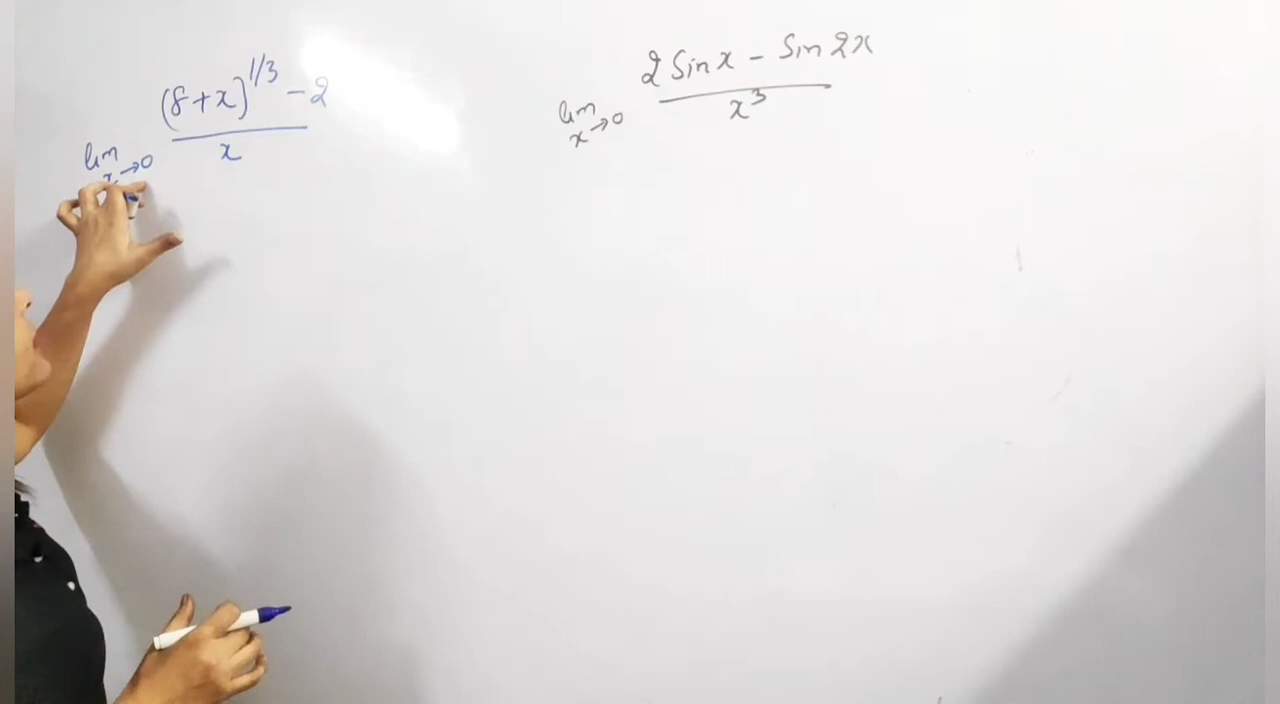 lim x→0 (8+x)^1/3 - 2 / x
lim x→0 2 Sin x - Sin 2x / x^3